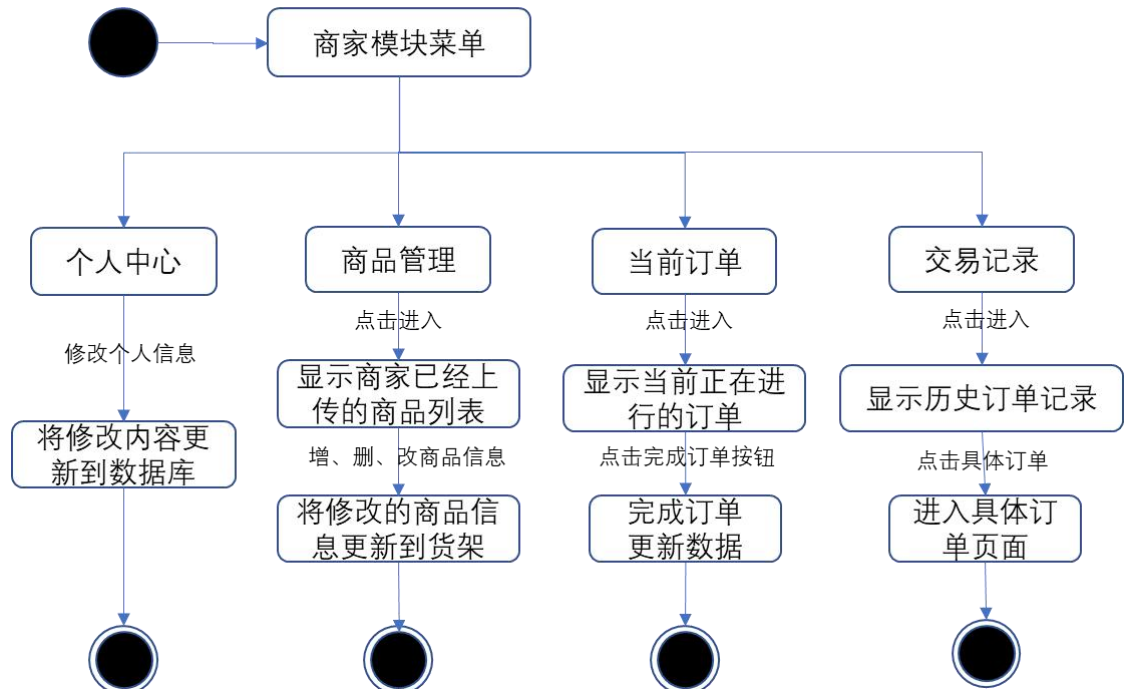 商家模块菜单
个人中心
商品管理
当前订单
交易记录
点击进入
点击进入
点击进入
修改个人信息
显示商家已经上
传的商品列表
显示当前正在进
行的订单
显示历史订单记录
将修改内容更
新到数据库
增、删、改商品信息
点击完成订单按钮
点击具体订单
将修改的商品信
息更新到货架
完成订单
更新数据
进入具体订
单页面